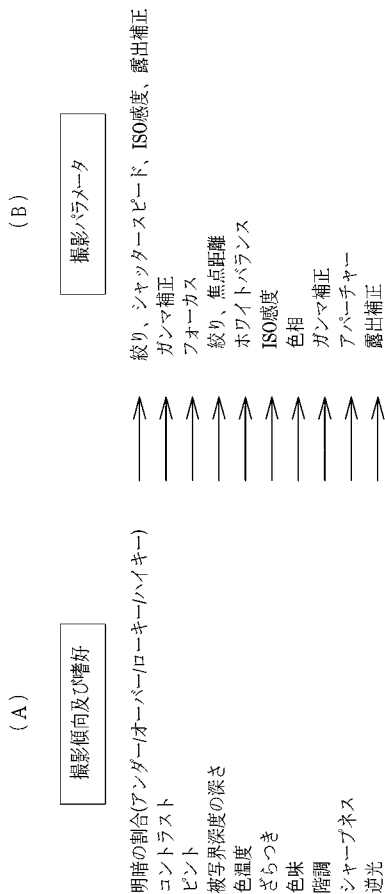 (A)
撮影傾向及び嗜好
明暗の割合(アンダー/オーバー/ローキー/ハイキー)
コントラスト
ピント
被写界深度の深さ
色温度
ざらつき
色味
階調
シャープネス
逆光
(B)
撮影パラメータ
絞り、シャッタースピード、ISO感度、露出補正
ガンマ補正
フォーカス
絞り、焦点距離
ホワイトバランス
ISO感度
色相
ガンマ補正
アパーチャー
露出補正